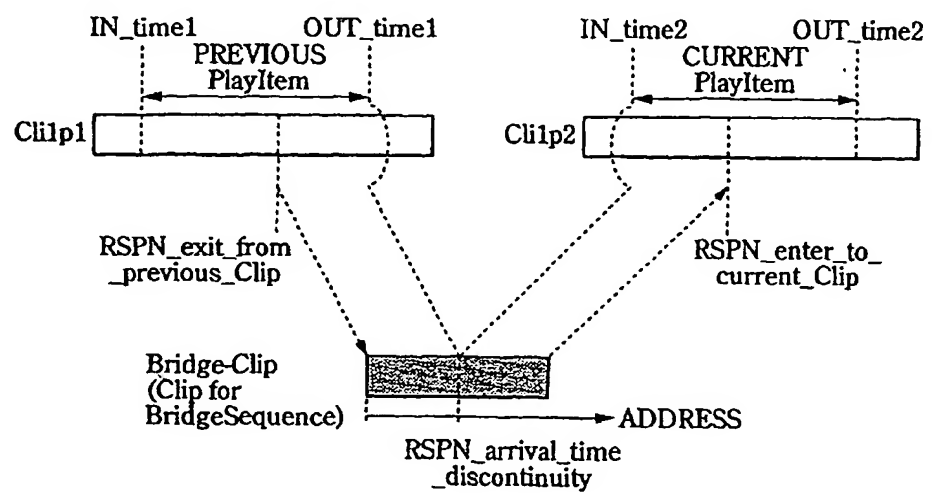 IN_time1
OUT_time1
IN_time2
OUT_time2
PREVIOUS
PlayItem
CURRENT
PlayItem
Cli1p1
Cli1p2
RSPN_exit_from
_previous_Clip
RSPN_enter_to_
current_Clip
Bridge-Clip
(Clip for
BridgeSequence)
ADDRESS
RSPN_arrival_time
_discontinuity